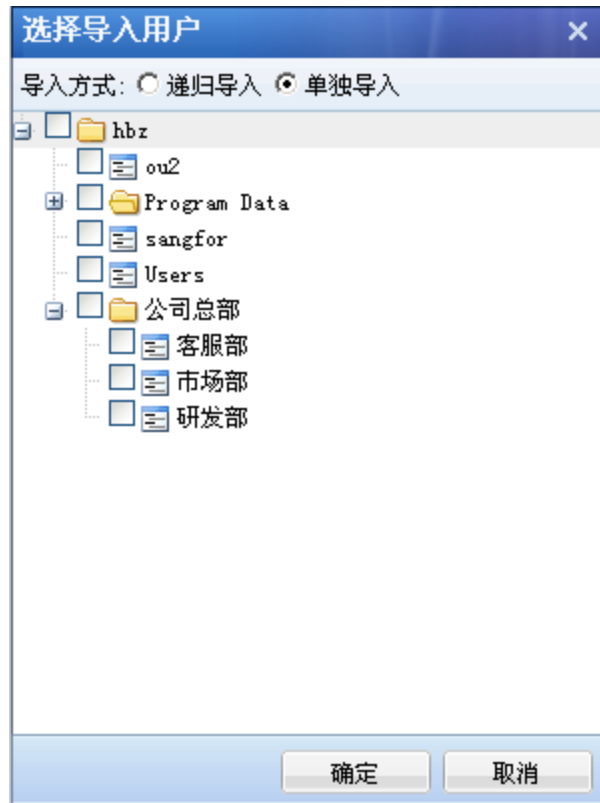 选择导入用户
导入方式: 递归导入 单独导入
hbz
ou2
Program Data
sangfor
Users
公司总部
客服部
市场部
研发部
确定 取消